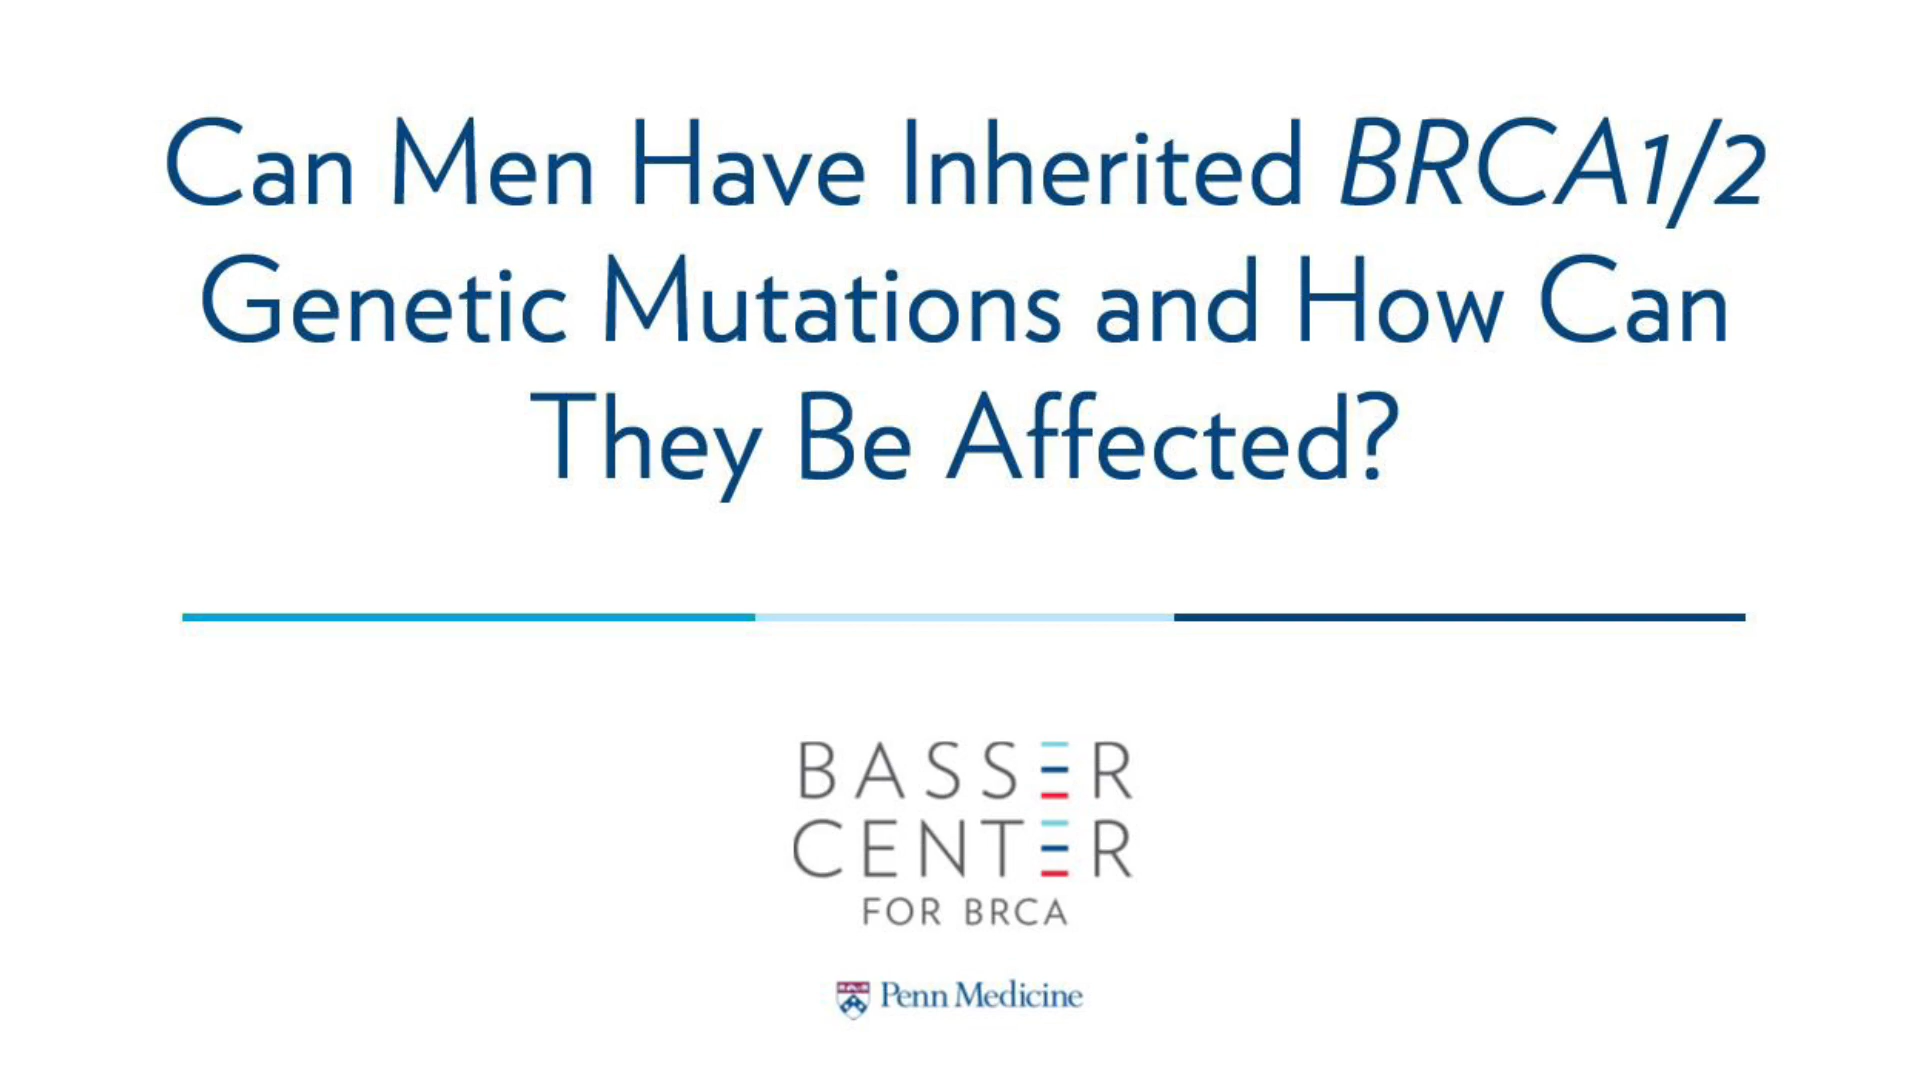 Can Men Have Inherited BRCA1/2
Genetic Mutations and How Can
They Be Affected?
BASSER
CENTER
FOR BRCA
Penn Medicine